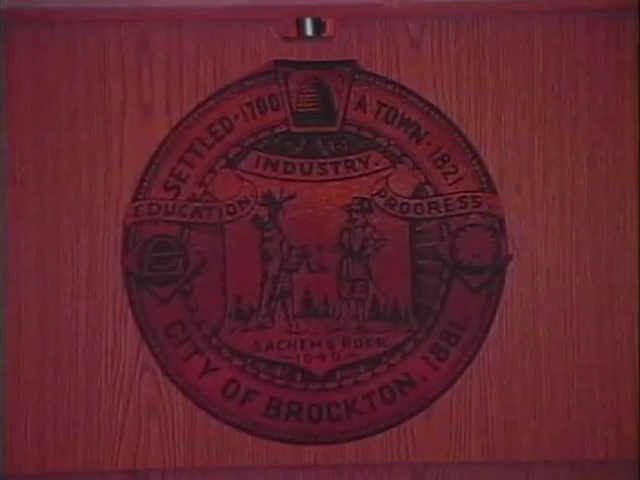 SETTLED · 1700
A TOWN · 1821
INDUSTRY.
EDUCATION
PROGRESS
SACHEM'S ROCK
CITY OF BROCKTON. 1881